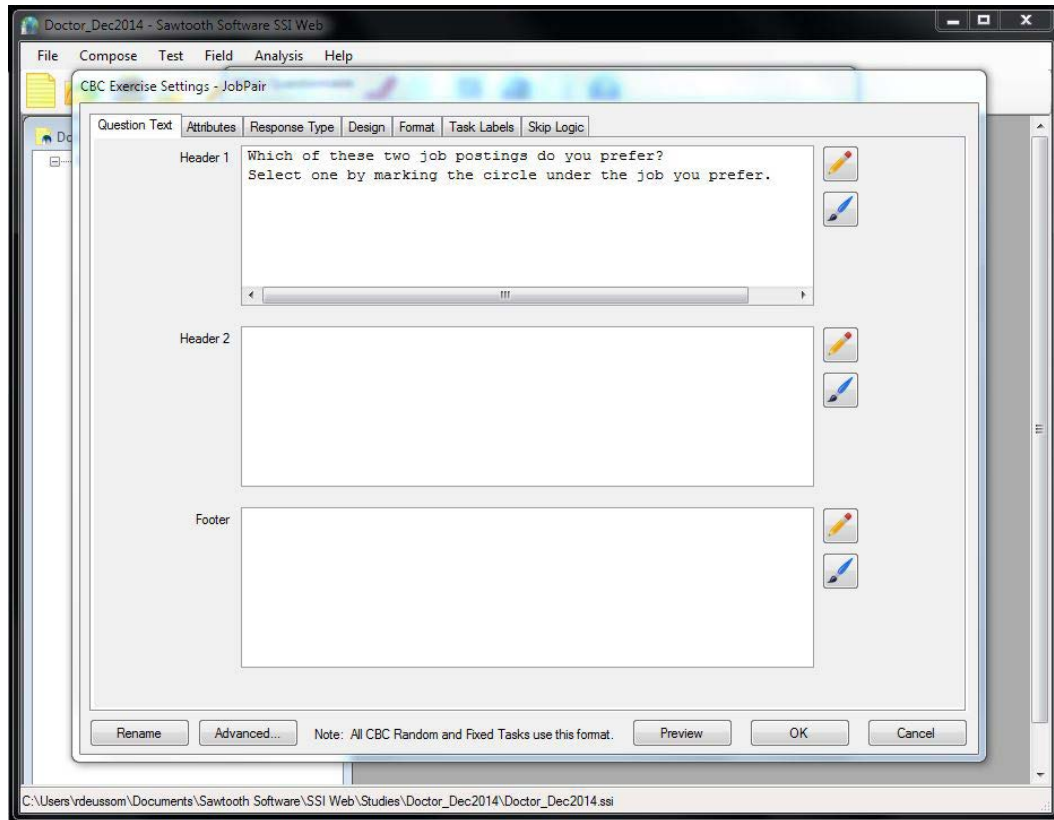 Doctor_Dec2014 - Sawtooth Software SSI Web
File Compose Test Field Analysis Help
CBC Exercise Settings - JobPair
Question Text Attributes Response Type Design Format Task Labels Skip Logic
Header 1
Which of these two job postings do you prefer?
Select one by marking the circle under the job you prefer.
Header 2
Footer
Rename Advanced... Note: All CBC Random and Fixed Tasks use this format. Preview OK Cancel
C:\Users\rdeussom\Documents\Sawtooth Software\SSI Web\Studies\Doctor_Dec2014\Doctor_Dec2014.ssi